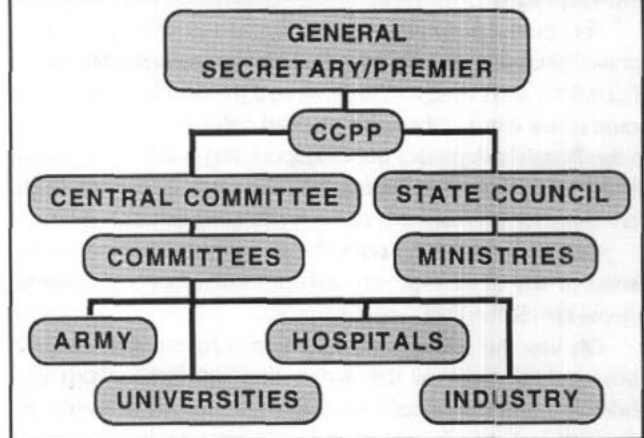 GENERAL
SECRETARY/PREMIER
CCPP
CENTRAL COMMITTEE
STATE COUNCIL
COMMITTEES
MINISTRIES
ARMY
HOSPITALS
UNIVERSITIES
INDUSTRY